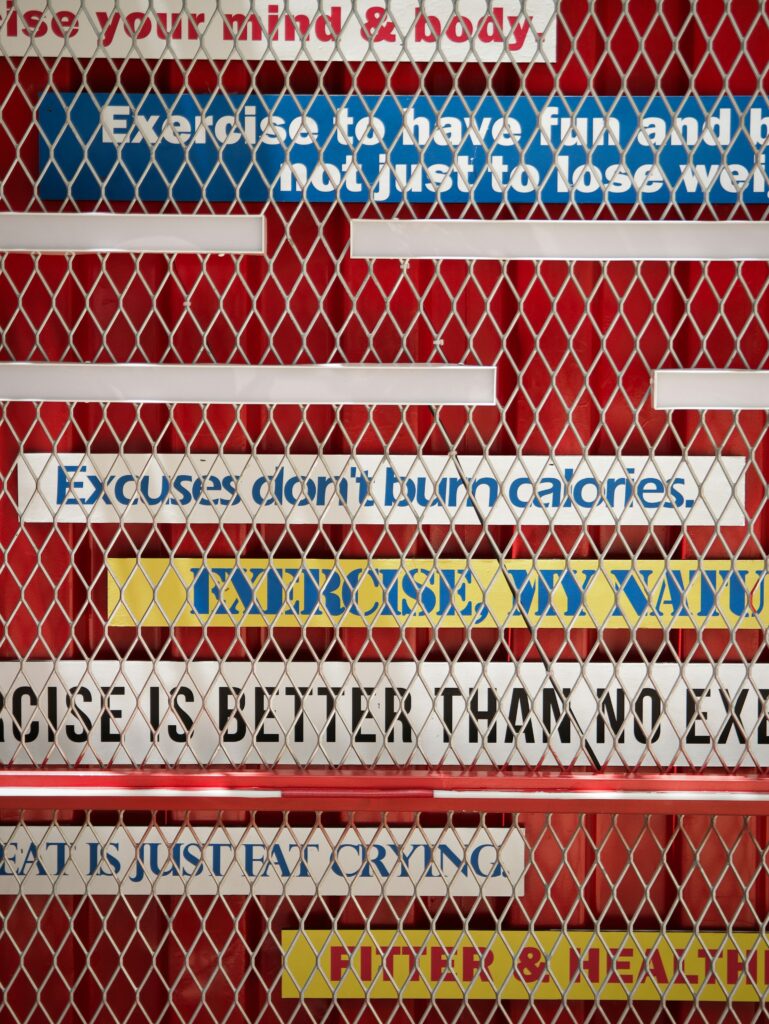 ise your mind & body.
Exercise to have fun and b
not just to lose wei
Excuses don't burn calories.
EXERCISE, MY NATU
RCISE IS BETTER THAN NO EXE
EAT IS JUST FAT CRYING.
FITTER & HEALTHI